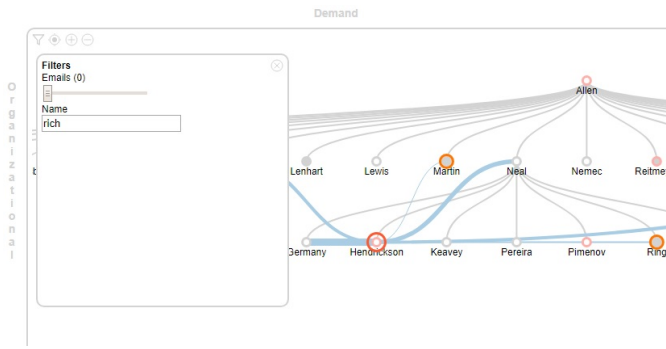 Demand
Organizational
Filters
Emails (0)
Name
rich
Allen
Lenhart
Lewis
Martin
Neal
Nemec
Reitme
Germany
Hendrickson
Keavey
Pereira
Pimenov
Ring